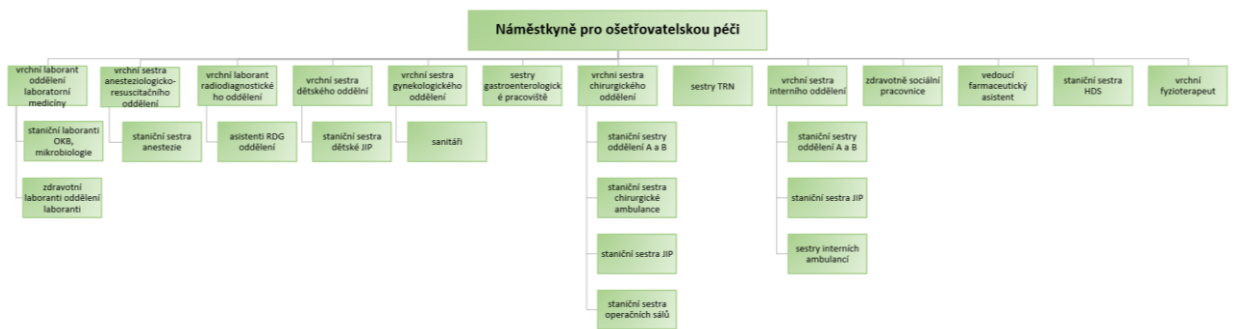 Náměstkyně pro ošetřovatelskou péči
vrchní laborant
oddělení
laboratorní
medicíny
vrchní sestra
anesteziologicko-
resuscitačního
oddělení
vrchní laborant
radiodiagnostické
ho oddělení
vrchní sestra
dětského oddělní
vrchní sestra
gynekologického
oddělení
sestry
gastroenterologick
é pracoviště
vrchni sestra
chirurgického
oddělení
sestry TRN
vrchní sestra
interního oddělení
zdravotně sociální
pracovnice
vedoucí
farmaceutický
asistent
staniční sestra
HDS
vrchní
fyzioterapeut
staniční laboranti
OKB,
mikrobiologie
staniční sestra
anestezie
asistenti RDG
oddělení
staniční sestra
dětské JIP
sanitáři
staniční sestry
oddělení A a B
staniční sestry
oddělení A a B
zdravotní
laboranti oddělení
laboranti
staniční sestra
chirurgické
ambulance
staniční sestra JIP
staniční sestra JIP
sestry interních
ambulancí
staniční sestra
operačních sálů